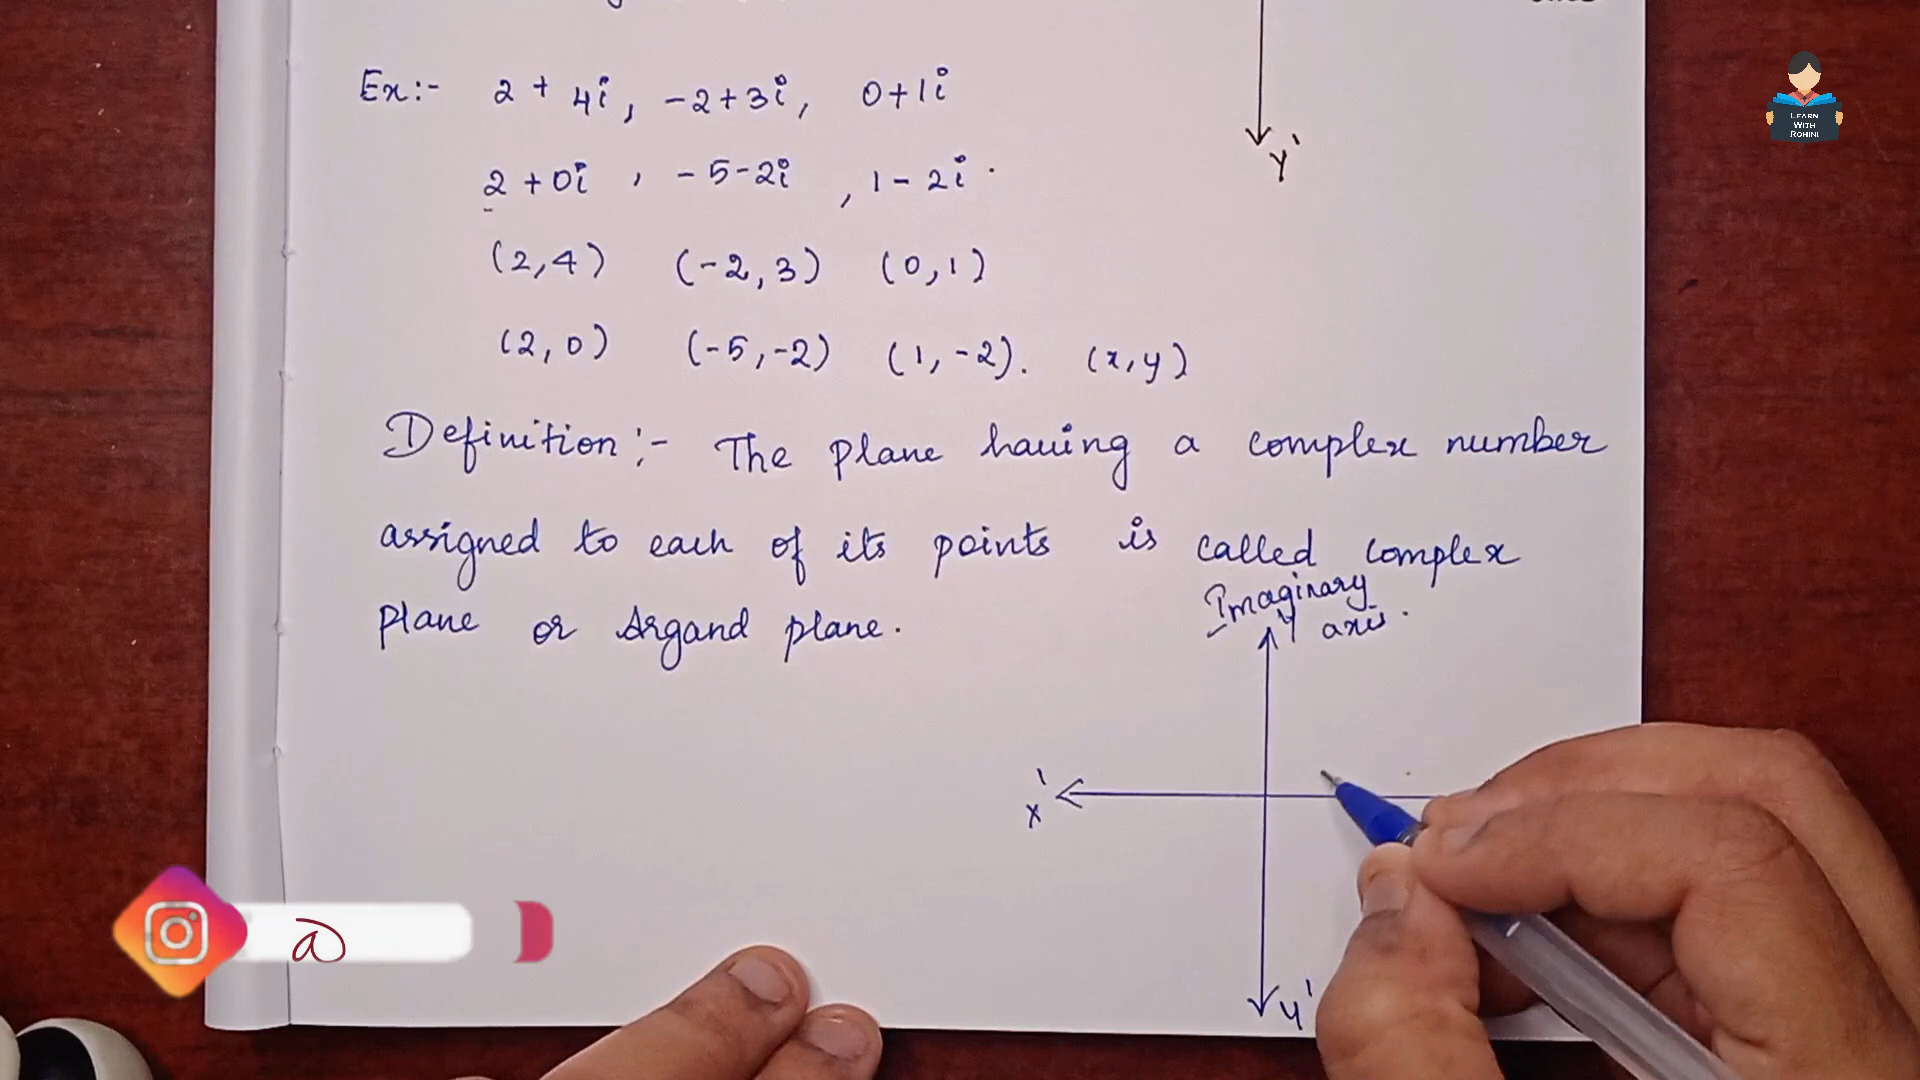 Ex:- 2 + 4i, -2+3i, 0+1i
2 +0i , -5-2i , 1-2i .
(2,4) (-2,3) (0,1)
(2,0) (-5,-2) (1,-2). (x,y)
Definition:- The plane having a complex number
assigned to each of its points is called complex
plane or Argand plane.
Imaginary
Y axis.
X'
Y'
Y'
LEARN
WITH
ROHINI